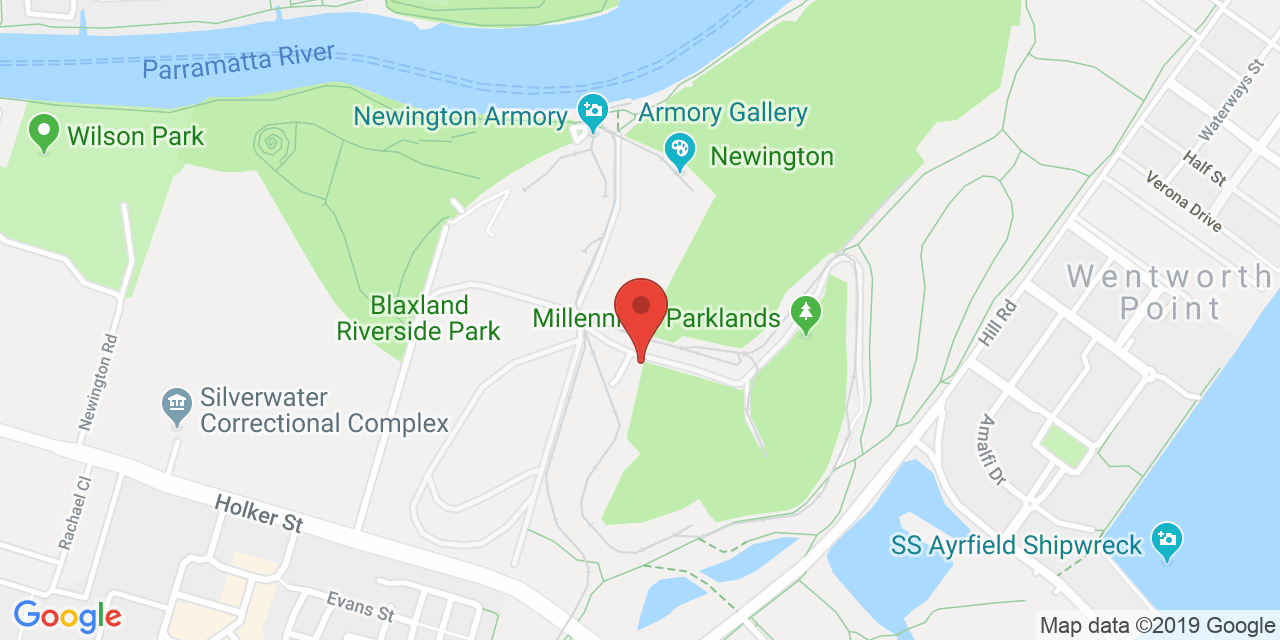 Parramatta River
Newington Armory
Armory Gallery
Wilson Park
Newington
Waterways St
Half St
Verona Drive
Wentworth
Point
Blaxland
Riverside Park
Parklands
Hill Rd
Newington Rd
Silverwater
Correctional Complex
Amalfi Dr
Rachael Cl
Holker St
SS Ayrfield Shipwreck
Evans St
Google
Map data ©2019 Google